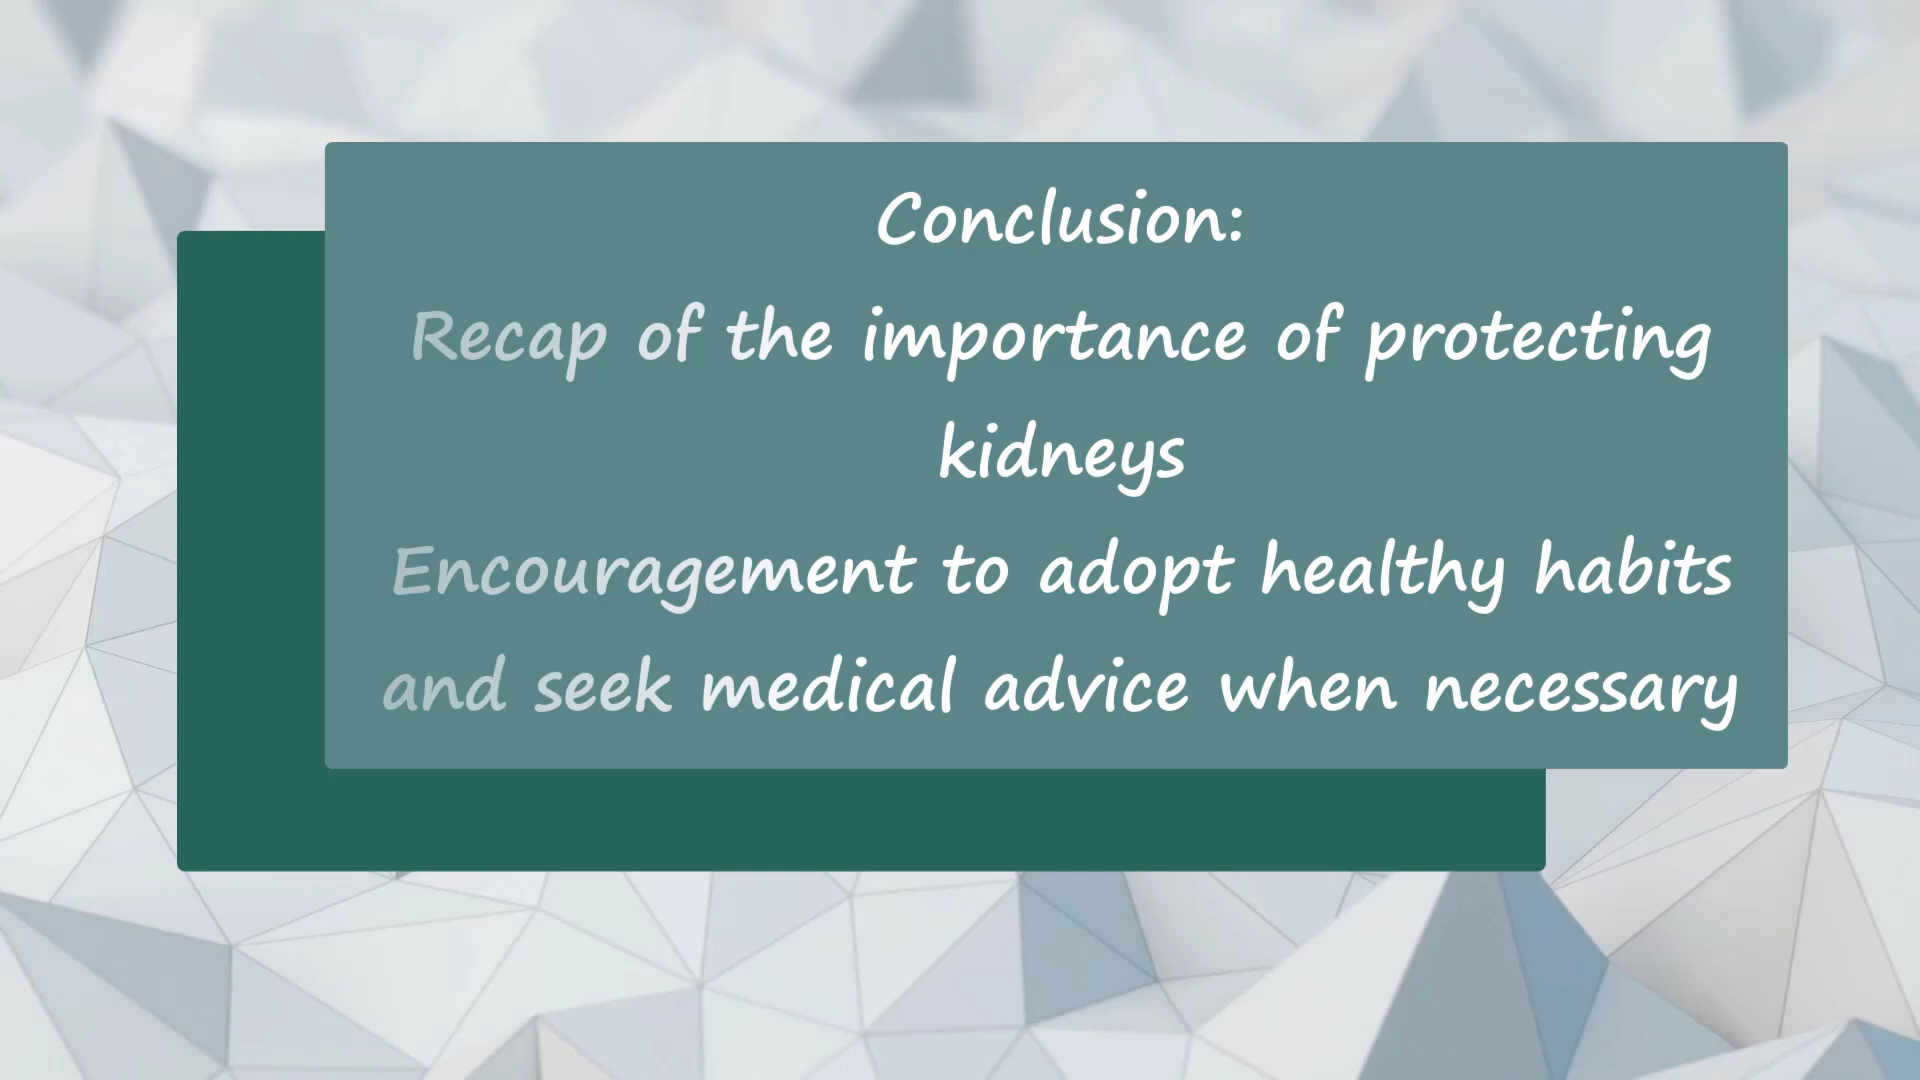 Conclusion:
Recap of the importance of protecting
kidneys
Encouragement to adopt healthy habits
and seek medical advice when necessary